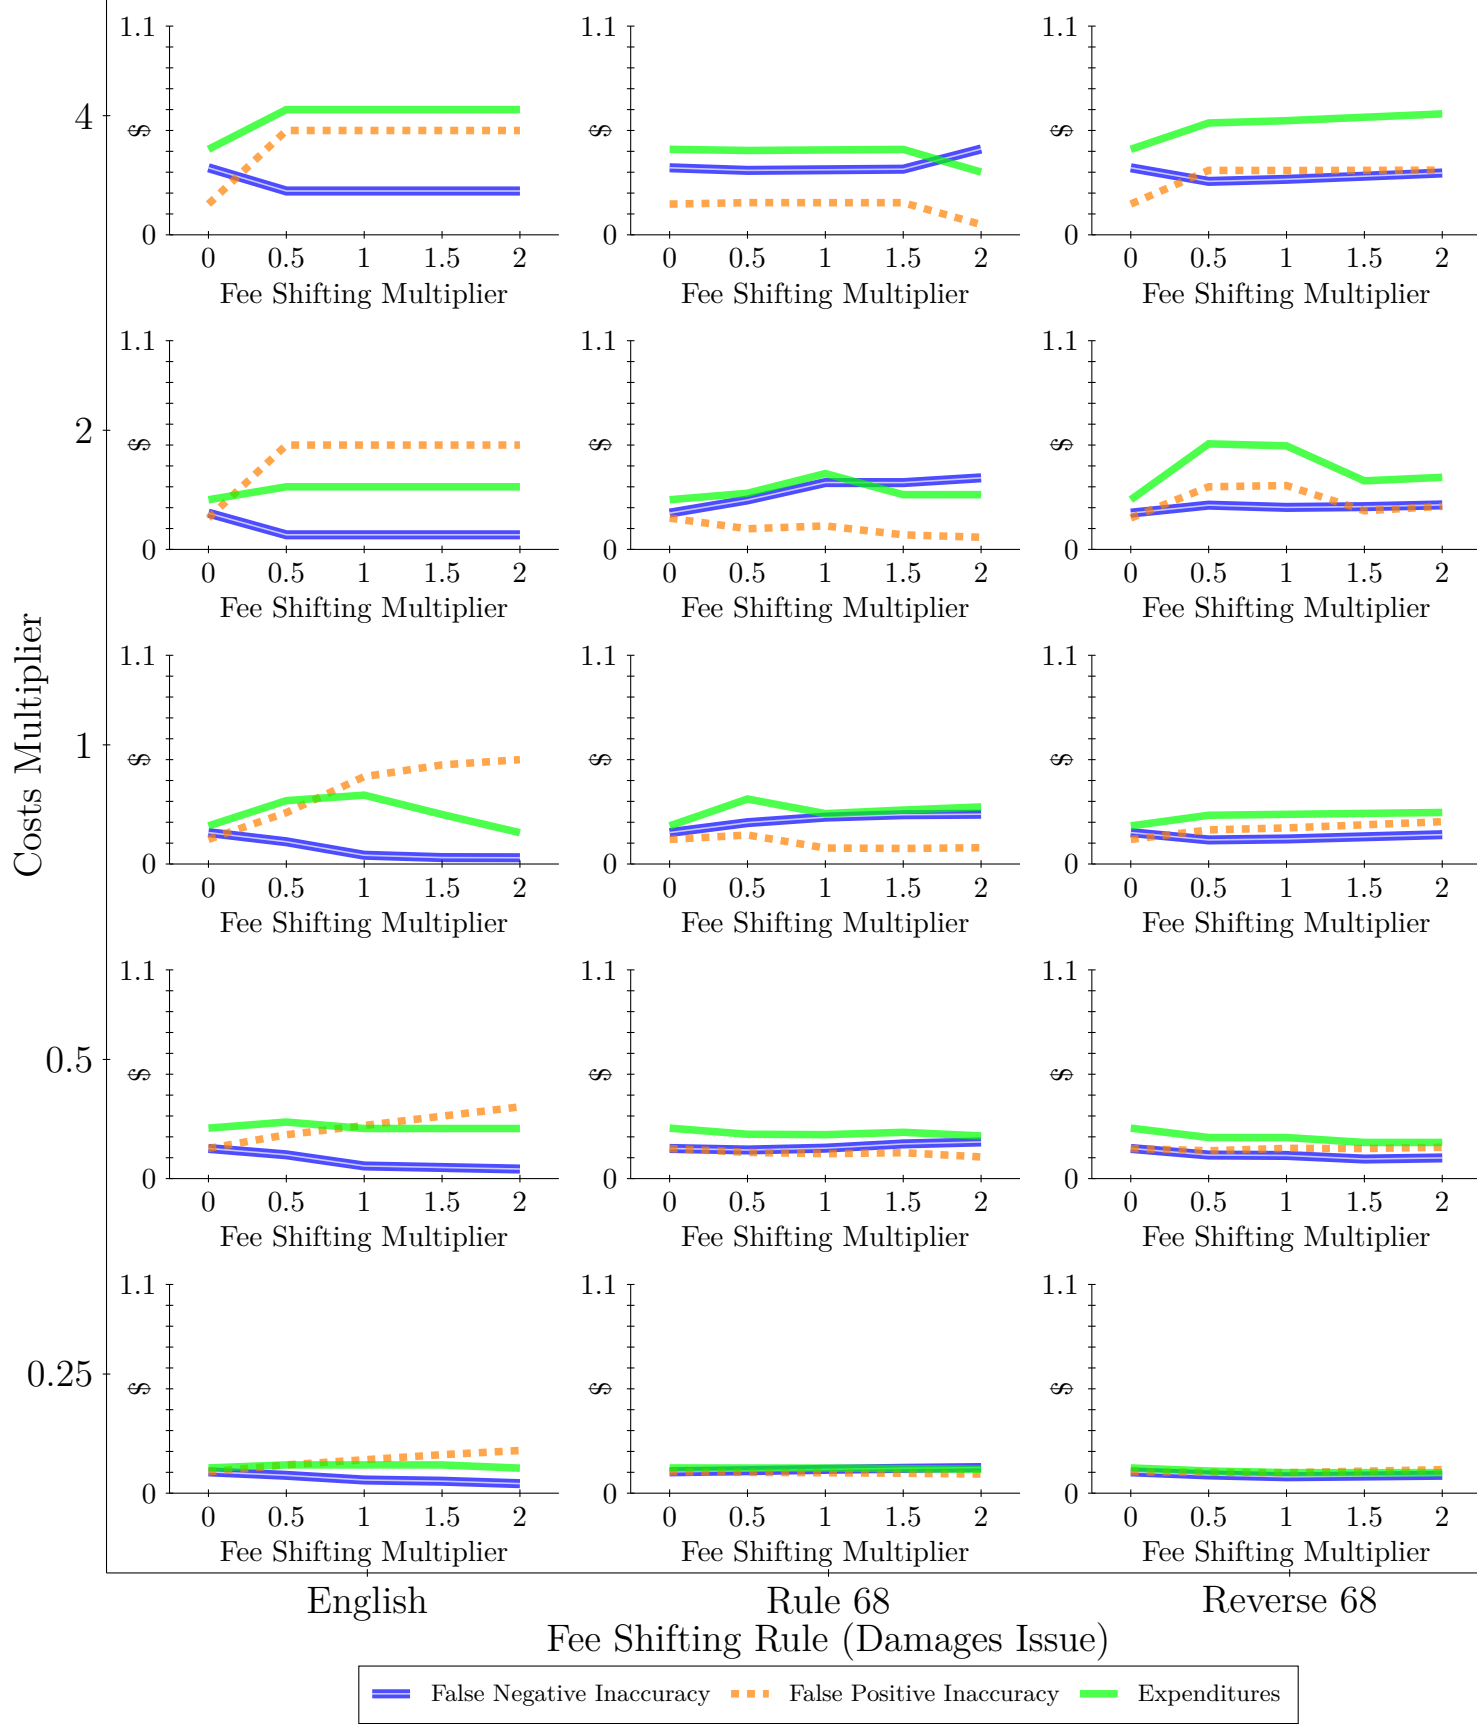 1.1 1.1 1.1
4 $ $ $
0 0 0
0 0.5 1 1.5 2 0 0.5 1 1.5 2 0 0.5 1 1.5 2
Fee Shifting Multiplier Fee Shifting Multiplier Fee Shifting Multiplier
1.1 1.1 1.1
2 $ $ $
0 0 0
0 0.5 1 1.5 2 0 0.5 1 1.5 2 0 0.5 1 1.5 2
Fee Shifting Multiplier Fee Shifting Multiplier Fee Shifting Multiplier
Costs Multiplier
1.1 1.1 1.1
1 $ $ $
0 0 0
0 0.5 1 1.5 2 0 0.5 1 1.5 2 0 0.5 1 1.5 2
Fee Shifting Multiplier Fee Shifting Multiplier Fee Shifting Multiplier
1.1 1.1 1.1
0.5 $ $ $
0 0 0
0 0.5 1 1.5 2 0 0.5 1 1.5 2 0 0.5 1 1.5 2
Fee Shifting Multiplier Fee Shifting Multiplier Fee Shifting Multiplier
1.1 1.1 1.1
0.25 $ $ $
0 0 0
0 0.5 1 1.5 2 0 0.5 1 1.5 2 0 0.5 1 1.5 2
Fee Shifting Multiplier Fee Shifting Multiplier Fee Shifting Multiplier
English Rule 68 Reverse 68
Fee Shifting Rule (Damages Issue)
False Negative Inaccuracy False Positive Inaccuracy Expenditures